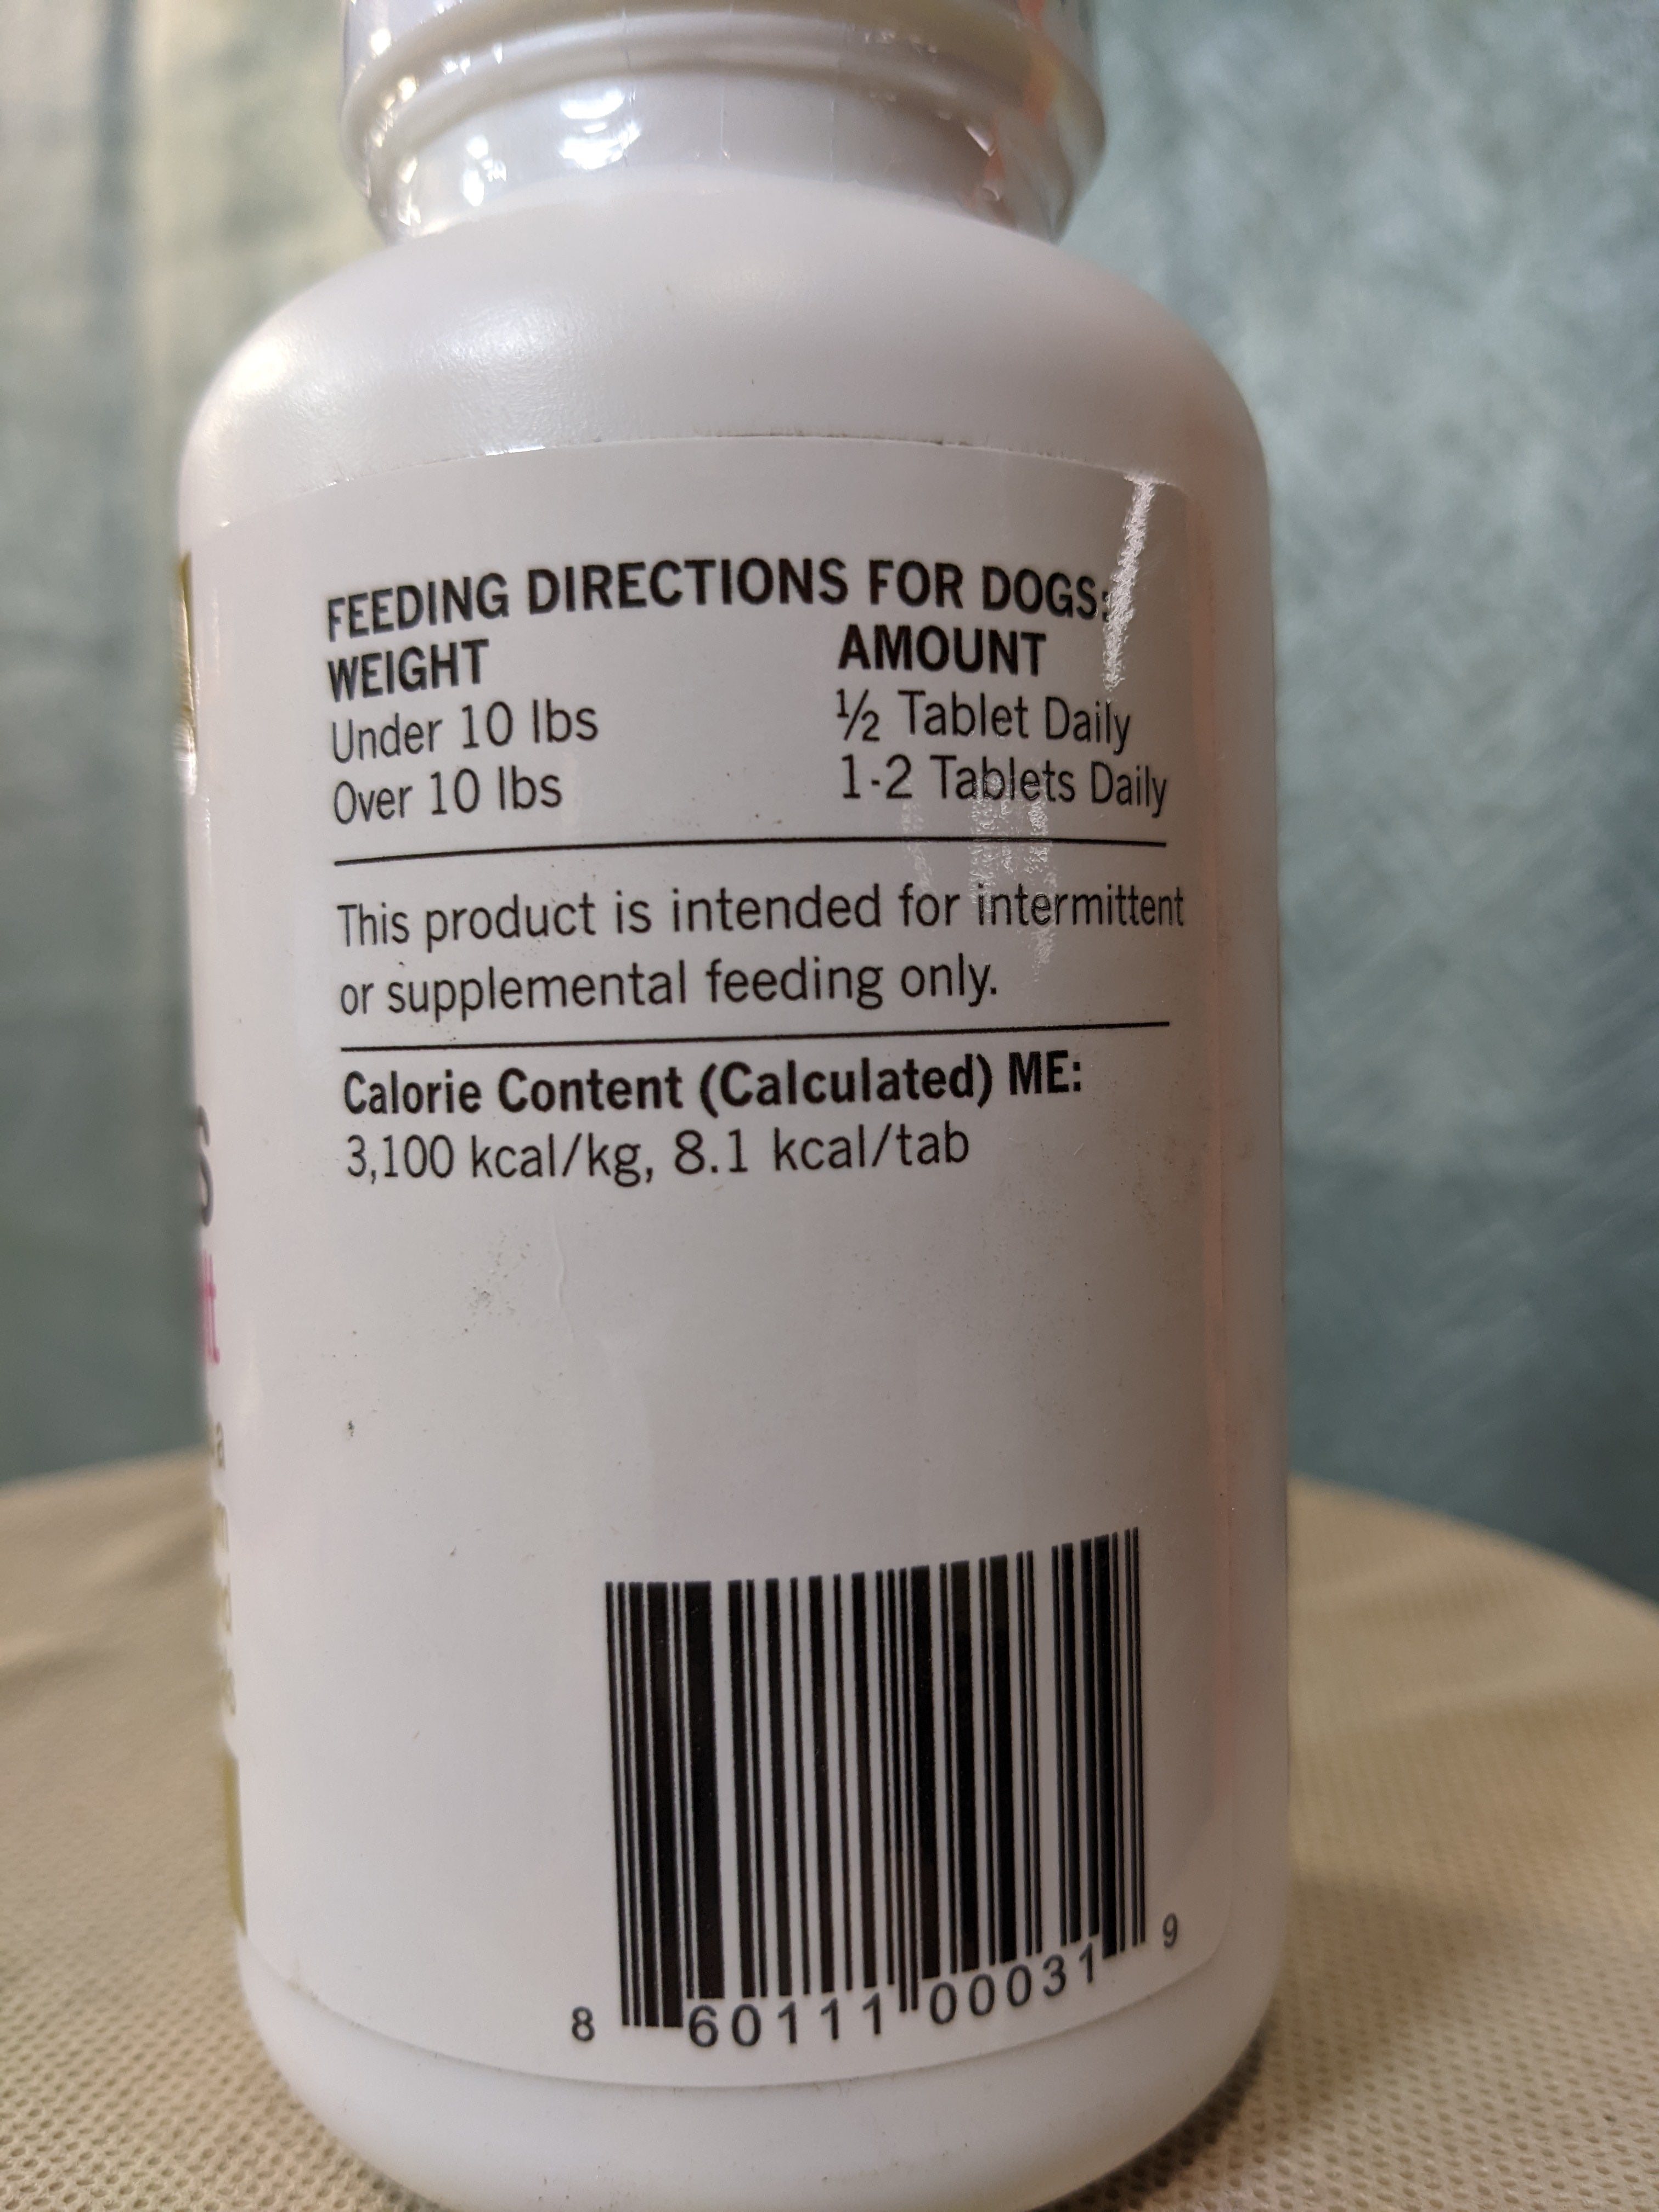 FEEDING DIRECTIONS FOR DOGS:
WEIGHT AMOUNT
Under 10 lbs ½ Tablet Daily
Over 10 lbs 1-2 Tablets Daily
This product is intended for intermittent
or supplemental feeding only.
Calorie Content (Calculated) ME:
3,100 kcal/kg, 8.1 kcal/tab
8 60111 00031 9